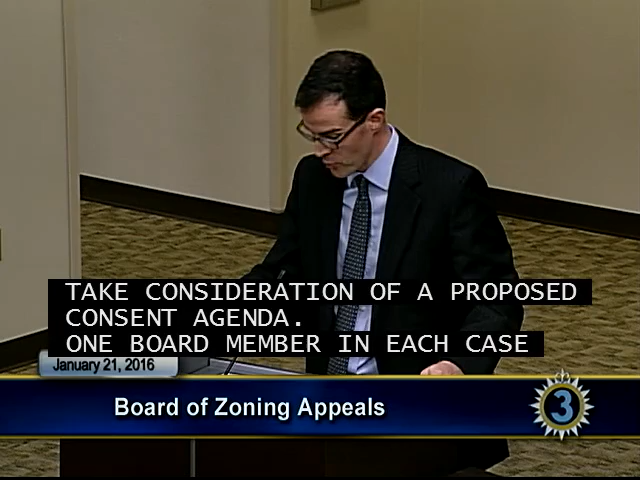 TAKE CONSIDERATION OF A PROPOSED
CONSENT AGENDA.
ONE BOARD MEMBER IN EACH CASE
January 21, 2016
Board of Zoning Appeals
3